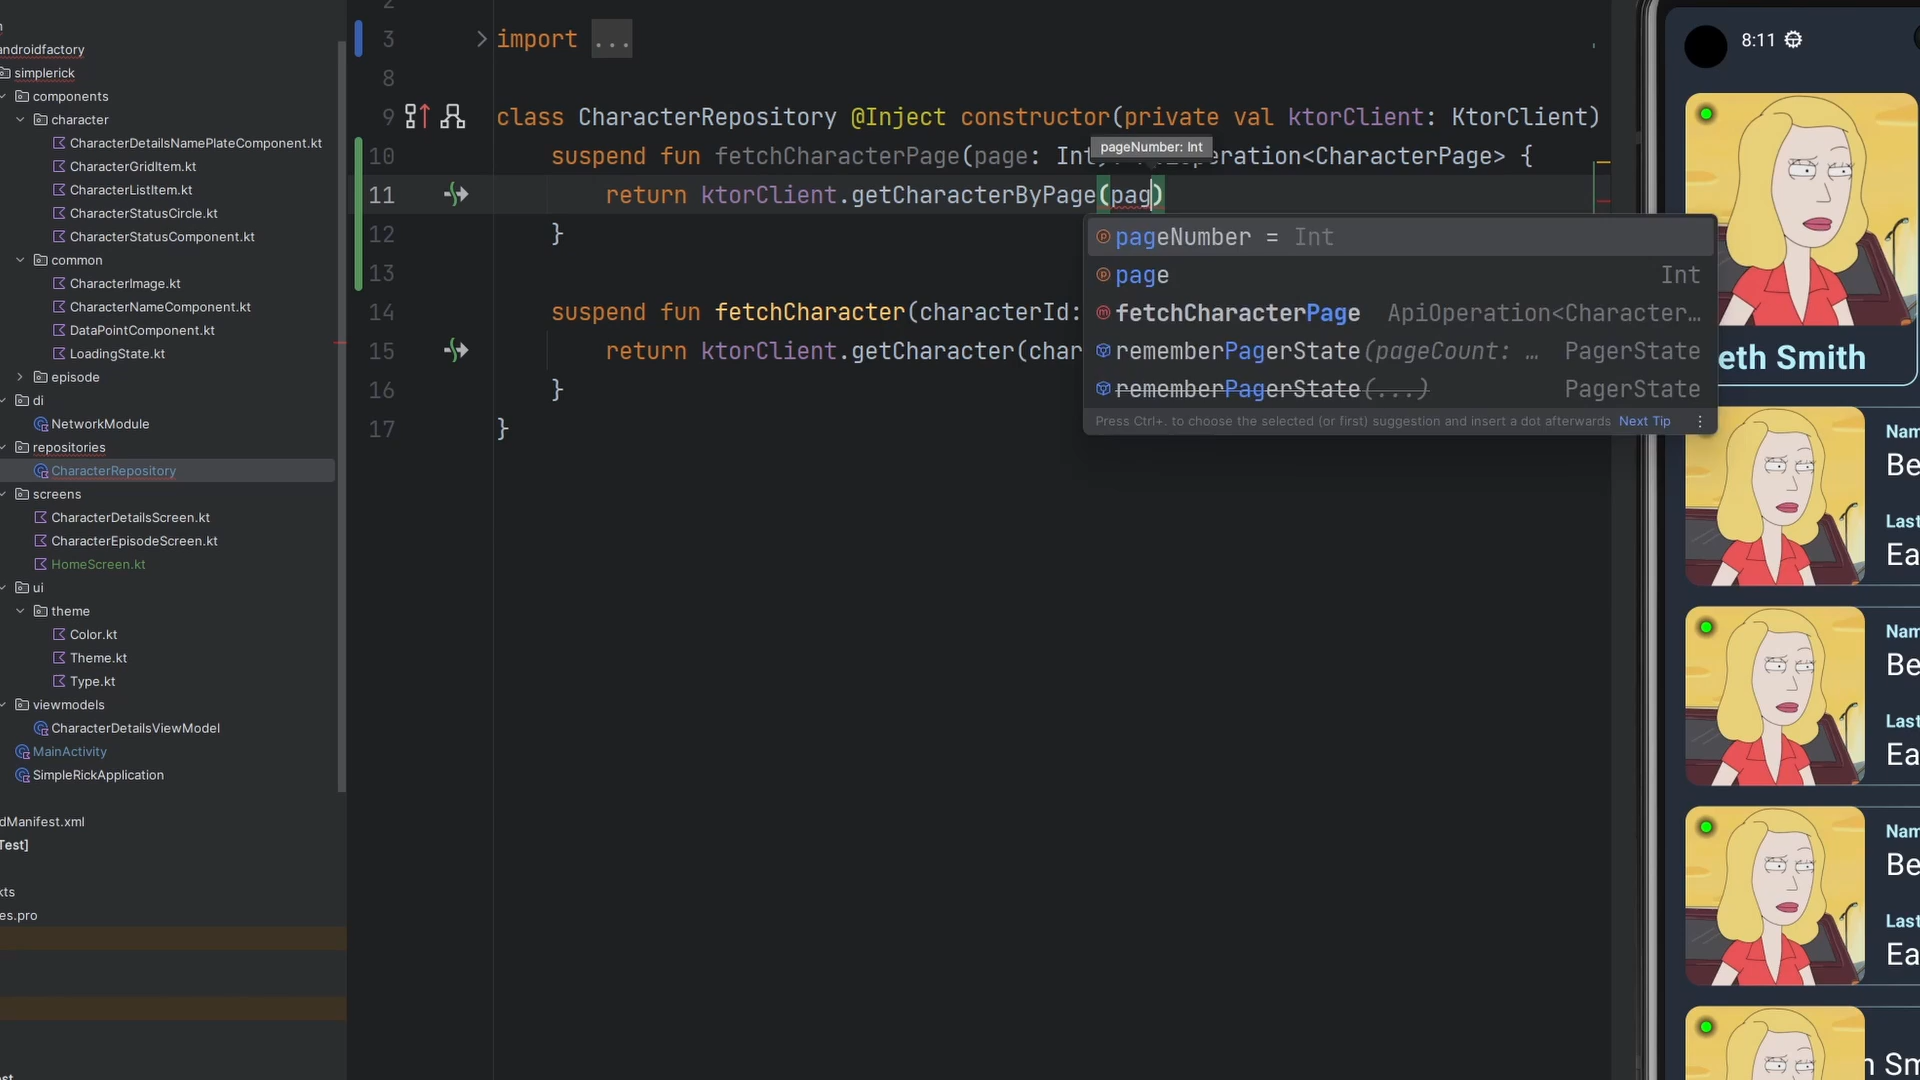 androidfactory
simplerick
components
character
CharacterDetailsNamePlateComponent.kt
CharacterGridItem.kt
CharacterListItem.kt
CharacterStatusCircle.kt
CharacterStatusComponent.kt
common
CharacterImage.kt
CharacterNameComponent.kt
DataPointComponent.kt
LoadingState.kt
episode
di
NetworkModule
repositories
CharacterRepository
screens
CharacterDetailsScreen.kt
CharacterEpisodeScreen.kt
HomeScreen.kt
ui
theme
Color.kt
Theme.kt
Type.kt
viewmodels
CharacterDetailsViewModel
MainActivity
SimpleRickApplication
dManifest.xml
Test]
kts
es.pro
3 import ...
8
9 class CharacterRepository @Inject constructor(private val ktorClient: KtorClient)
pageNumber: Int
10 suspend fun fetchCharacterPage(page: Int): ApiOperation<CharacterPage> {
11 return ktorClient.getCharacterByPage(pag)
12 }
13
14 suspend fun fetchCharacter(characterId:
15 return ktorClient.getCharacter(char
16 }
17 }
pageNumber = Int
page Int
fetchCharacterPage ApiOperation<Character...
rememberPagerState(pageCount: ... PagerState
rememberPagerState(...) PagerState
Press Ctrl+. to choose the selected (or first) suggestion and insert a dot afterwards Next Tip
8:11
eth Smith
Nam
Be
Last
Ea
Nam
Be
Last
Ea
Nam
Be
Last
Ea
n Sm